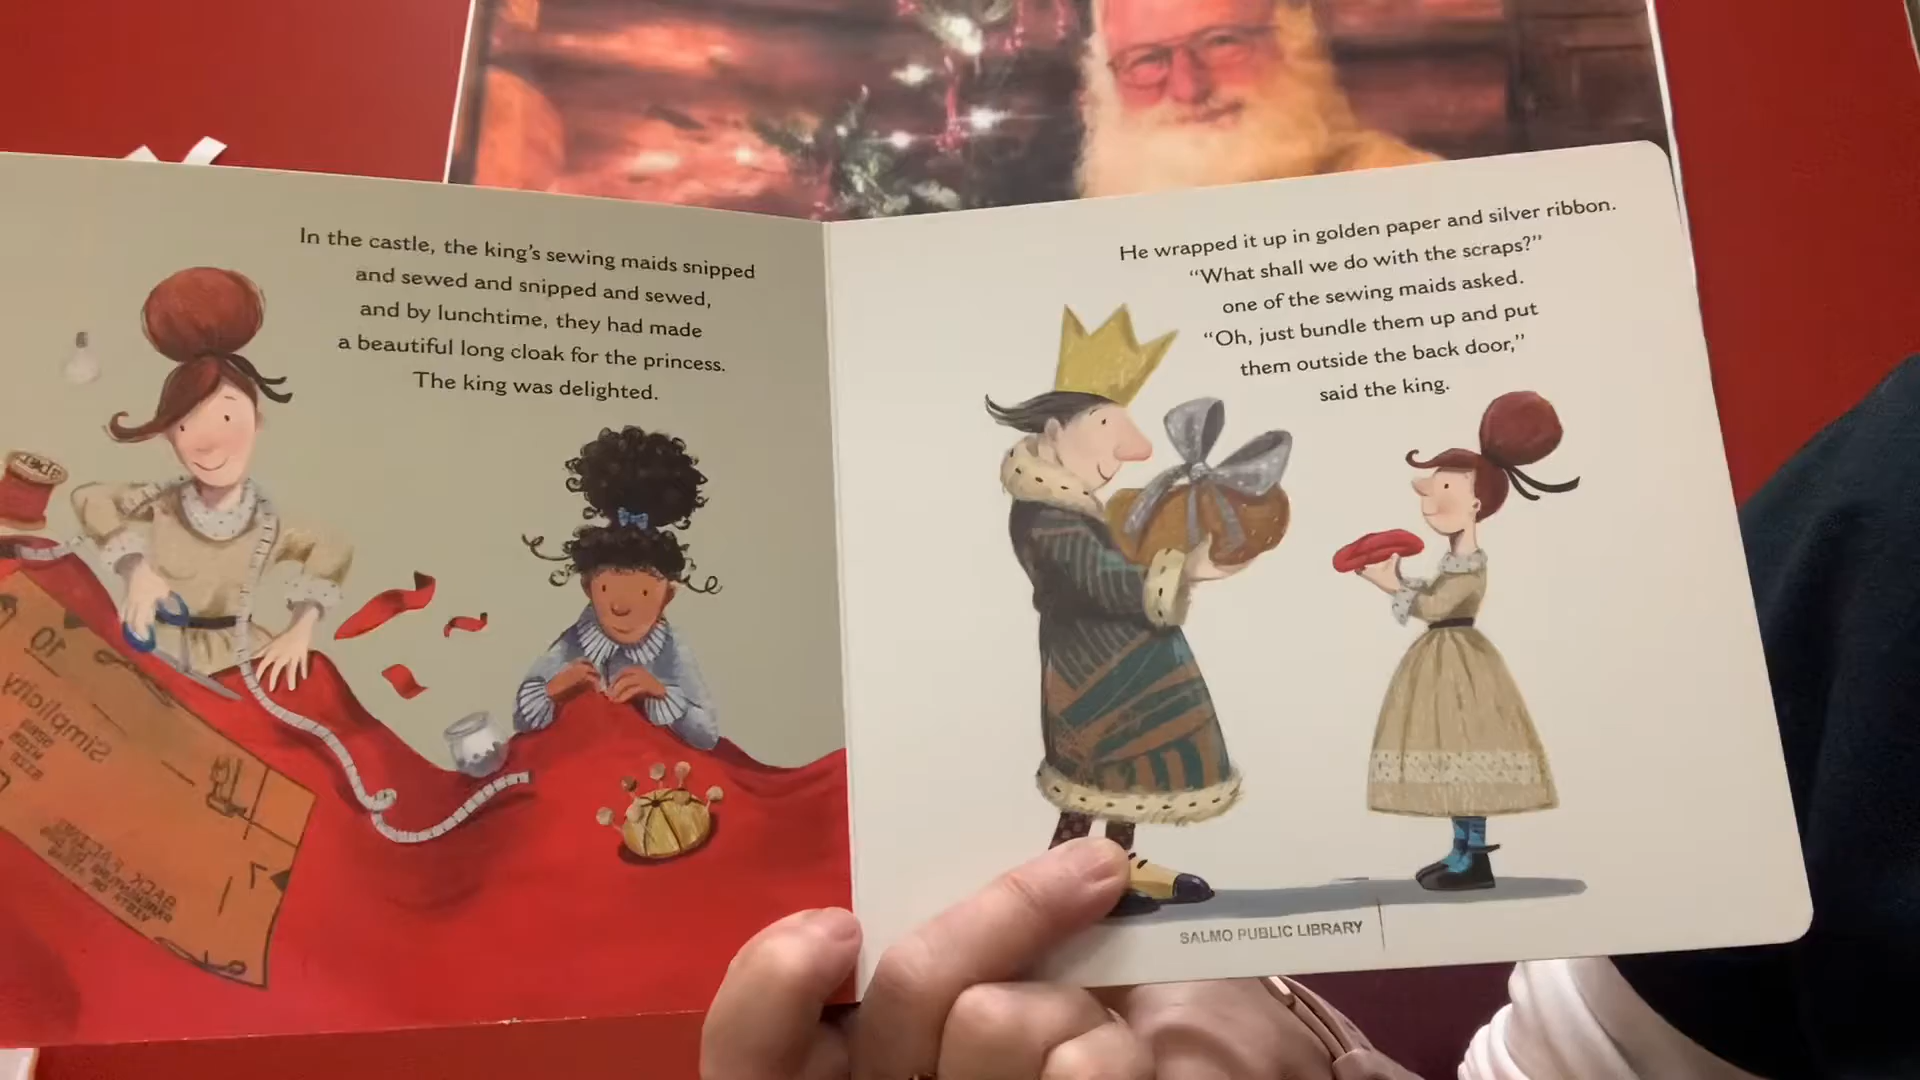 In the castle, the king's sewing maids snipped
and sewed and snipped and sewed,
and by lunchtime, they had made
a beautiful long cloak for the princess.
The king was delighted.
He wrapped it up in golden paper and silver ribbon.
“What shall we do with the scraps?”
one of the sewing maids asked.
“Oh, just bundle them up and put
them outside the back door,”
said the king.
10
Simplicity
SALMO PUBLIC LIBRARY